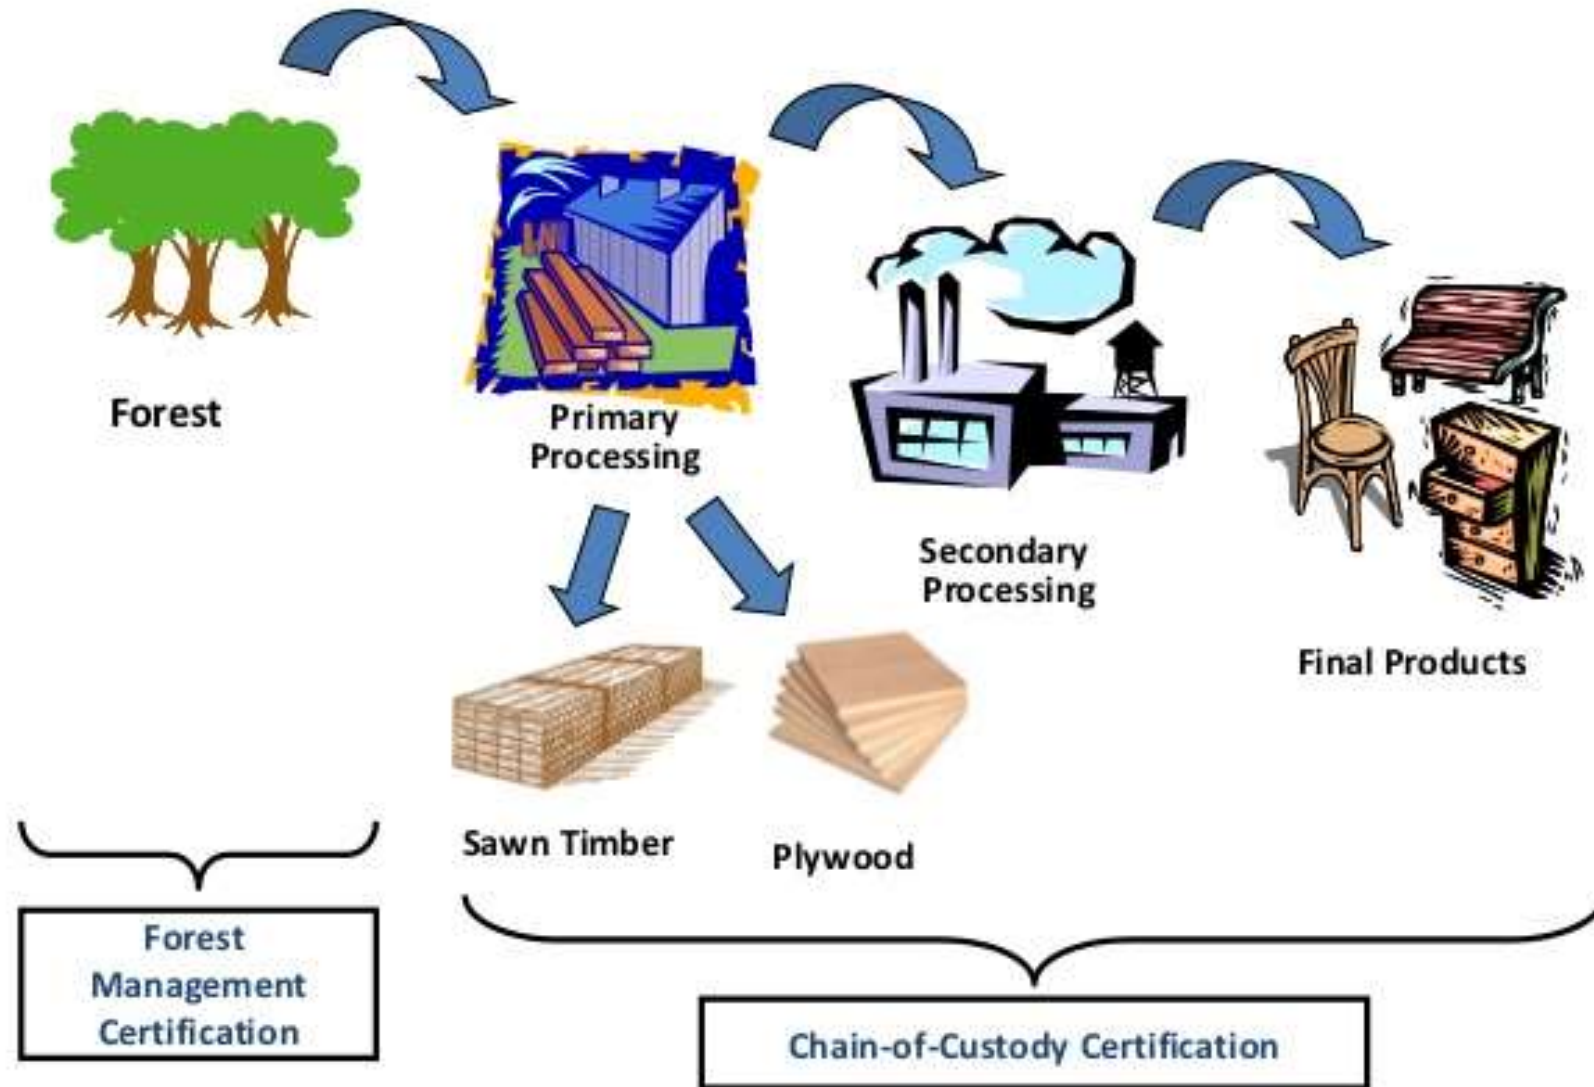 Forest
Primary
Processing
Secondary
Processing
Final Products
Sawn Timber
Plywood
Forest
Management
Certification
Chain-of-Custody Certification